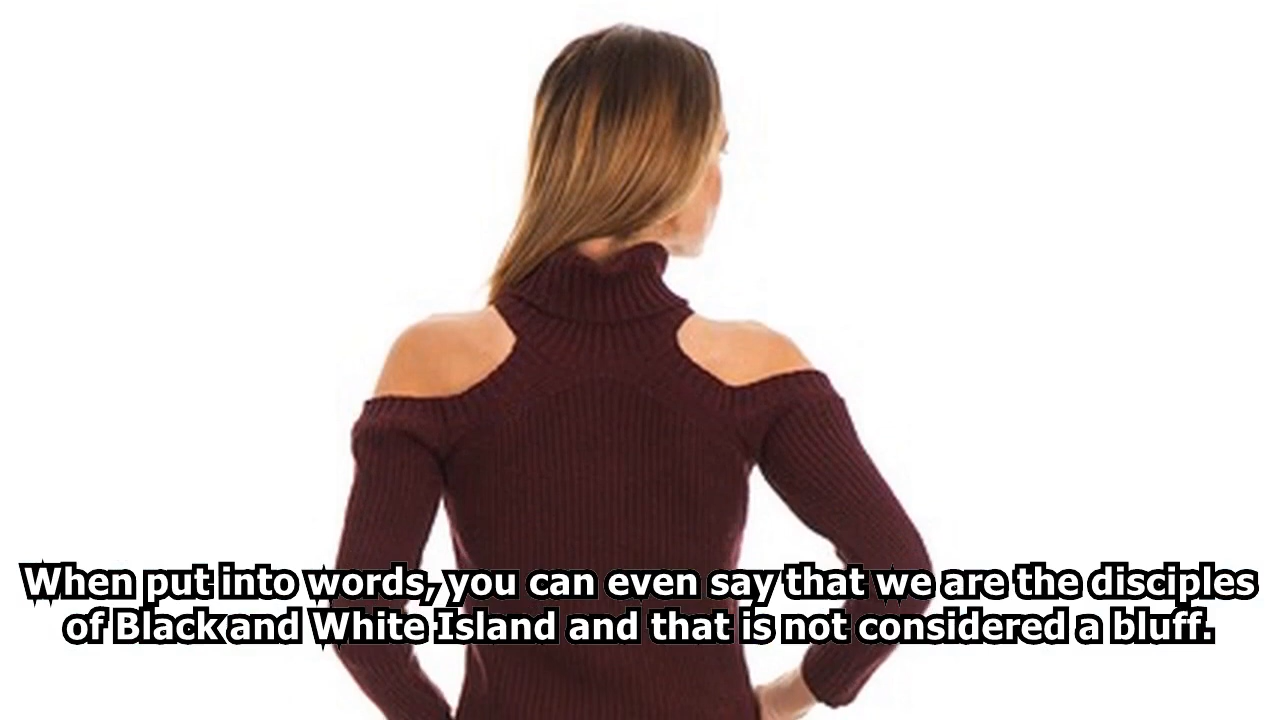 When put into words, you can even say that we are the disciples
of Black and White Island and that is not considered a bluff.